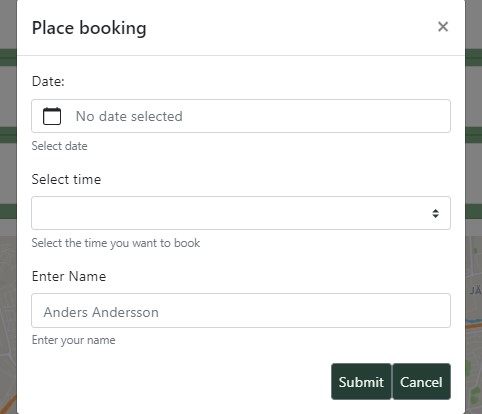 Place booking ×
Date:
No date selected
Select date
Select time
Select the time you want to book
Enter Name
Anders Andersson
Enter your name
Submit Cancel